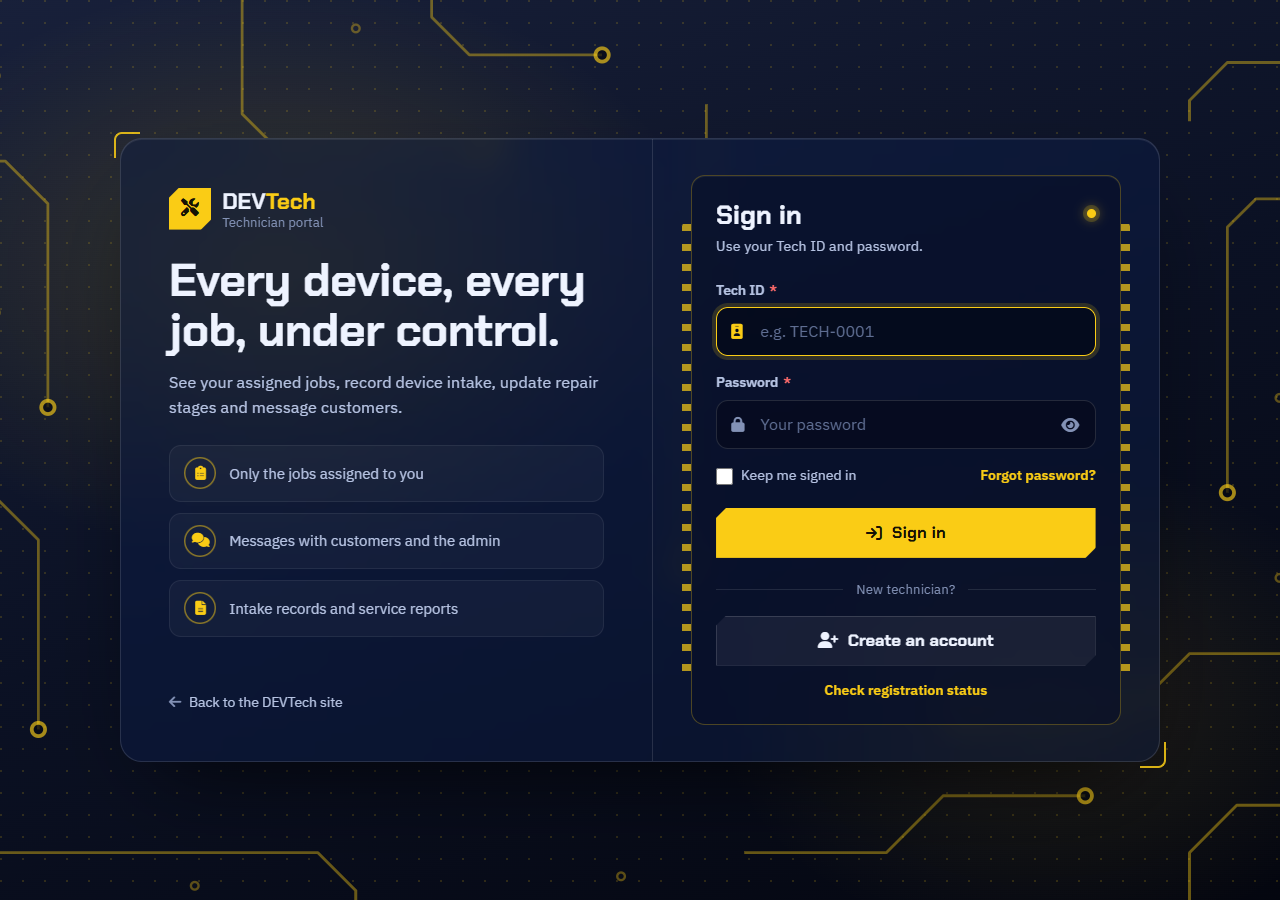 DEVTech
Technician portal
Every device, every
job, under control.
See your assigned jobs, record device intake, update repair
stages and message customers.
Only the jobs assigned to you
Messages with customers and the admin
Intake records and service reports
Back to the DEVTech site
Sign in
Use your Tech ID and password.
Tech ID *
e.g. TECH-0001
Password *
Your password
Keep me signed in
Forgot password?
Sign in
New technician?
Create an account
Check registration status